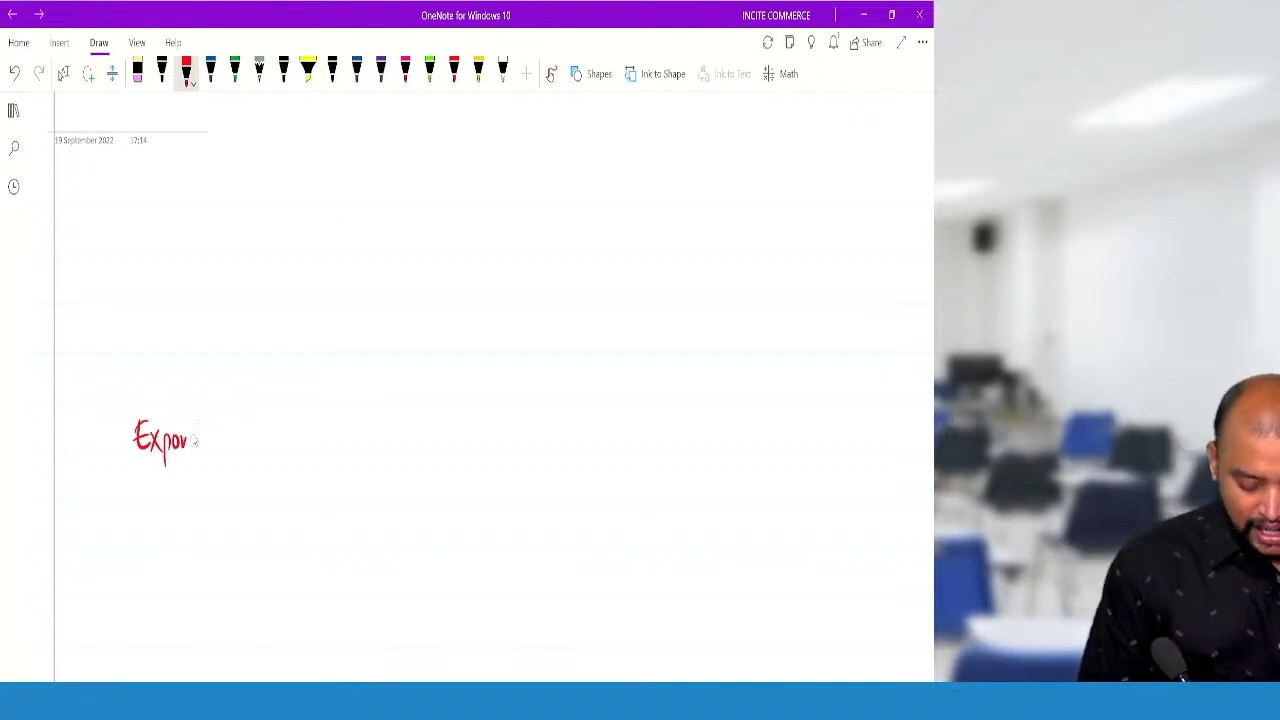 OneNote for Windows 10
INCITE COMMERCE
Home Insert Draw View Help
Share
Shapes Ink to Shape Ink to Text Math
19 September 2022 17:14
Expor